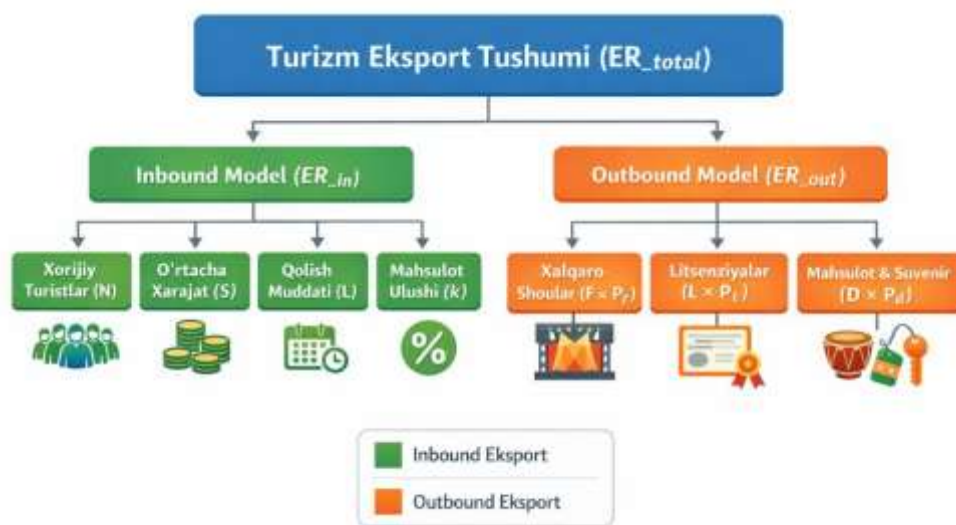 Turizm Eksport Tushumi (ER_total)
Inbound Model (ER_in)
Outbound Model (ER_out)
Xorijiy
Turistlar (N)
O'rtacha
Xarajat (S)
Qolish
Muddati (L)
Mahsulot
Ulushi (k)
Xalqaro
Shoular (F × P_f)
Litsenziyalar
(L × P_ℓ)
Mahsulot & Suvenir
(D × P_d)
%
Inbound Eksport
Outbound Eksport